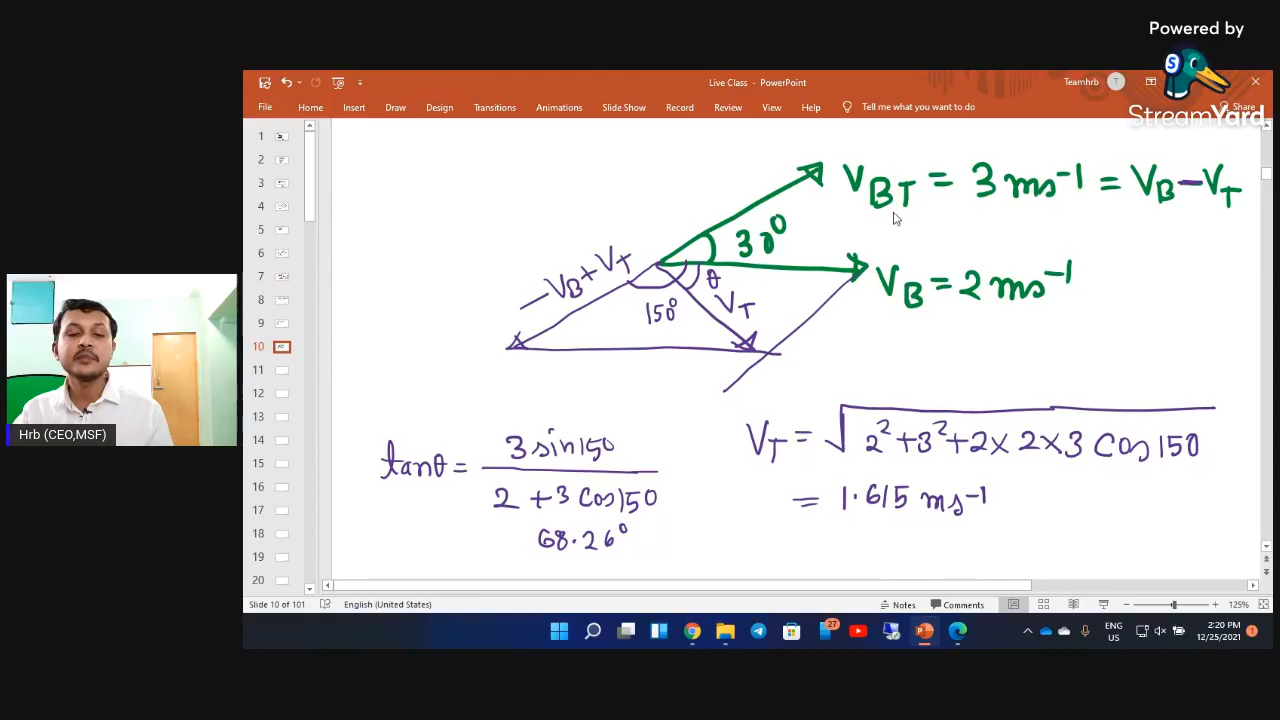 Powered by
StreamYard
Live Class - PowerPoint
Teamhrb
T
File Home Insert Draw Design Transitions Animations Slide Show Record Review View Help Tell me what you want to do
Share
1
2
3
4
5
6
7
8
9
10
11
12
13
14
15
16
17
18
19
20
V_BT = 3 ms⁻¹ = V_B - V_T
30°
V_B = 2 ms⁻¹
-V_B + V_T
θ
V_T
150°
tanθ = 3 sin150 / 2 + 3 cos150
68.26°
V_T = √2² + 3² + 2 × 2 × 3 Cos 150
= 1.615 ms⁻¹
Hrb (CEO,MSF)
Slide 10 of 101
English (United States)
Notes
Comments
125%
27
ENG
US
2:20 PM
12/25/2021
1